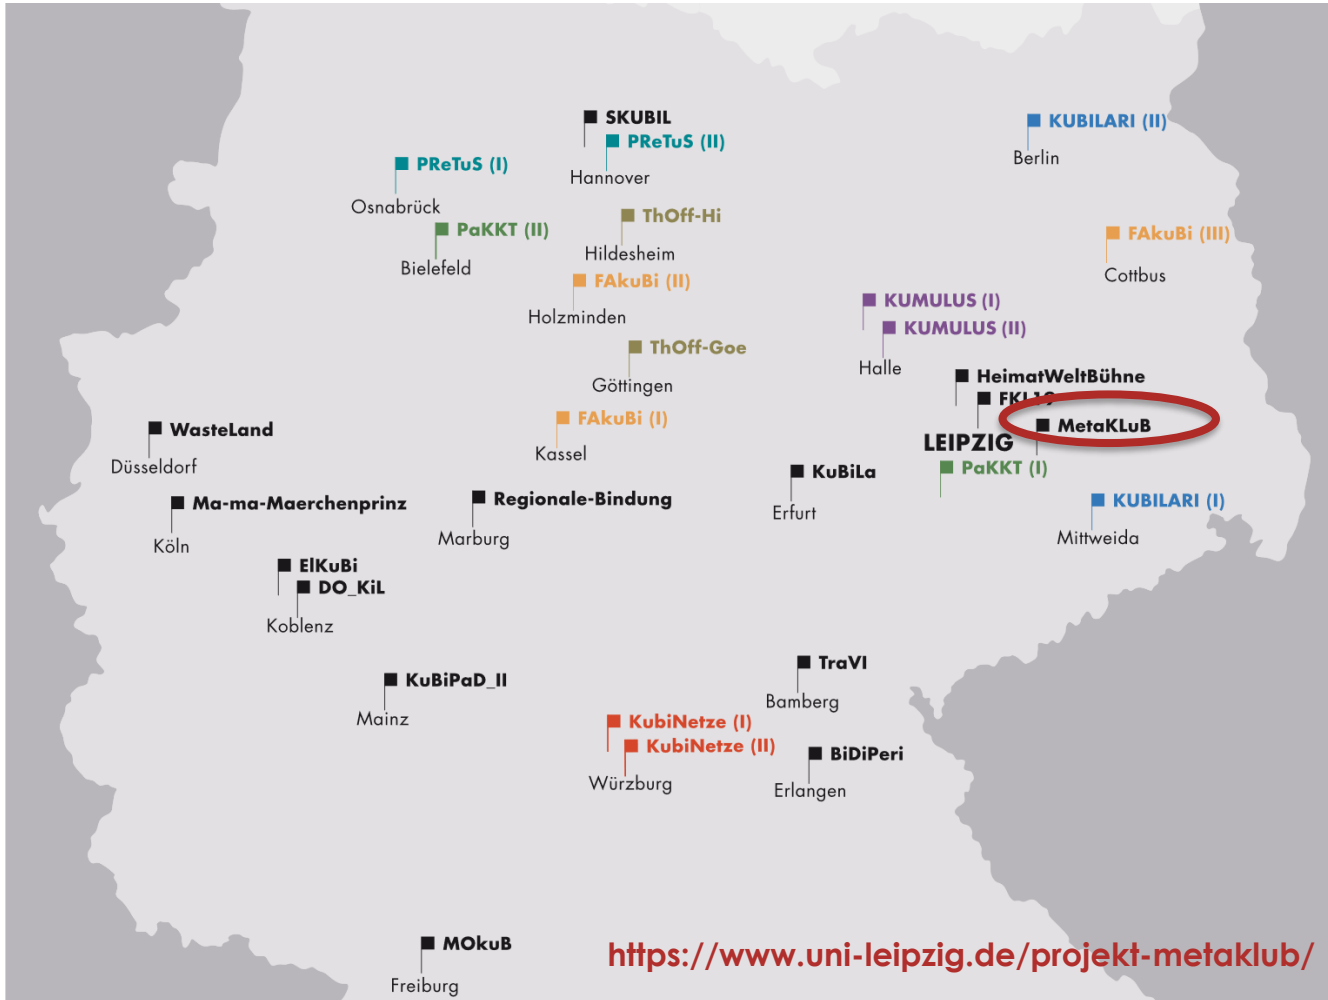 SKUBIL
PReTuS (II)
Hannover
KUBILARI (II)
Berlin
PReTuS (I)
Osnabrück
PaKKT (II)
Bielefeld
ThOff-Hi
Hildesheim
FAkuBi (III)
Cottbus
FAkuBi (II)
Holzminden
KUMULUS (I)
KUMULUS (II)
Halle
ThOff-Goe
Göttingen
HeimatWeltBühne
MetaKLuB
LEIPZIG
PaKKT (I)
FAkuBi (I)
Kassel
WasteLand
Düsseldorf
KuBiLa
Erfurt
Ma-ma-Maerchenprinz
Köln
Regionale-Bindung
Marburg
KUBILARI (I)
Mittweida
ElKuBi
DO_KiL
Koblenz
KuBiPaD_II
Mainz
TraVI
Bamberg
KubiNetze (I)
KubiNetze (II)
Würzburg
BiDiPeri
Erlangen
MOkuB
Freiburg
https://www.uni-leipzig.de/projekt-metaklub/